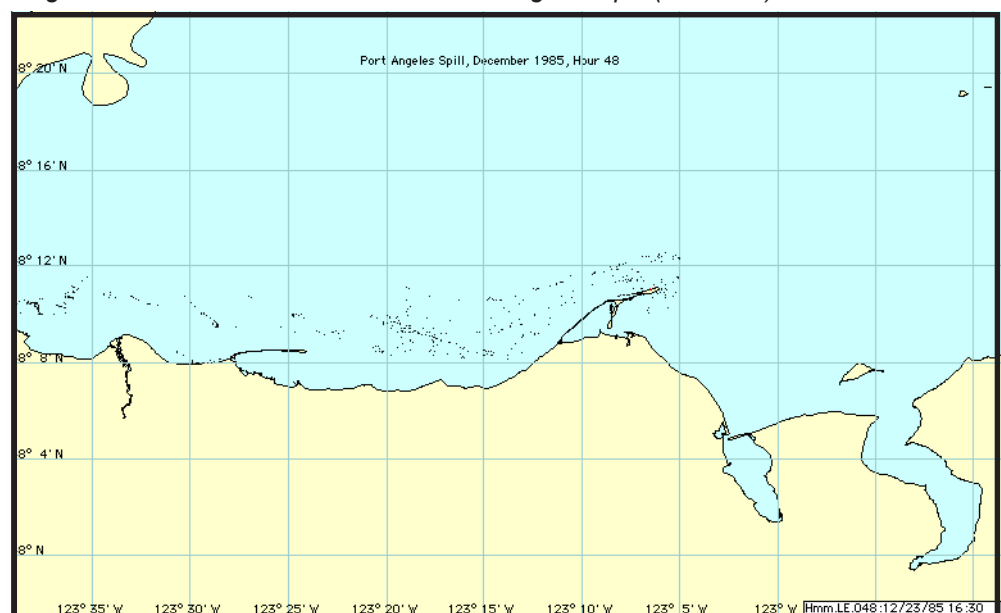 Port Angeles Spill, December 1985, Hour 48
8° 20' N
8° 16' N
8° 12' N
8° 8' N
8° 4' N
8° N
123° 35' W 123° 30' W 123° 25' W 123° 20' W 123° 15' W 123° 10' W 123° 5' W 123° W Hmm.LE.048:12/23/85 16:30